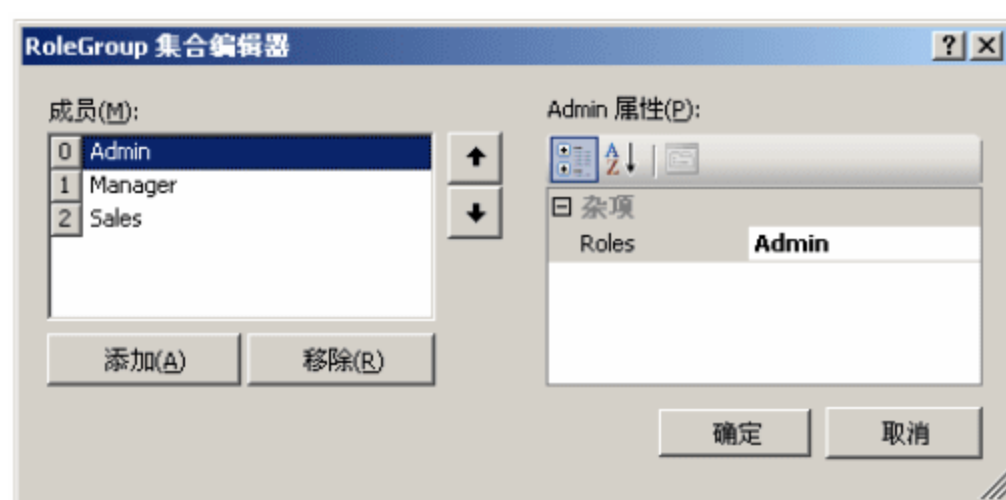 RoleGroup 集合编辑器
成员(M):
0 Admin
1 Manager
2 Sales
添加(A)
移除(R)
Admin 属性(P):
杂项
Roles Admin
确定
取消